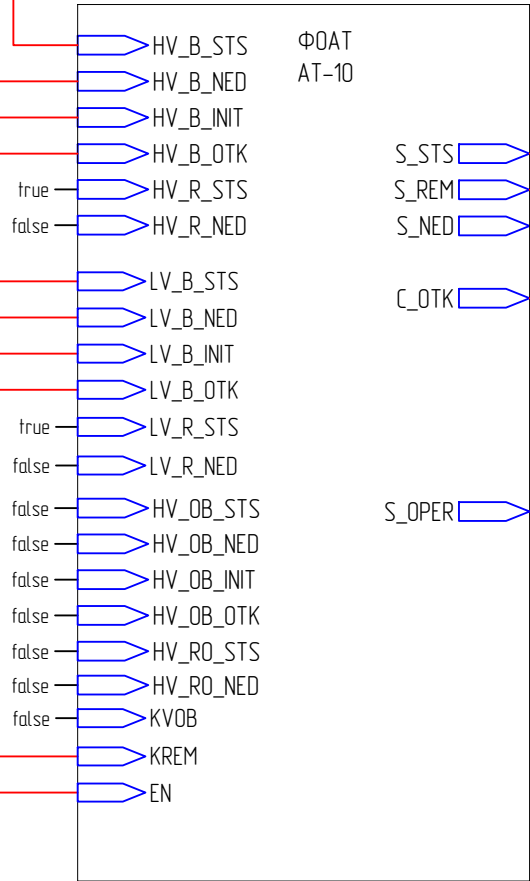 HV_B_STS
ФОАТ
HV_B_NED
АТ-10
HV_B_INIT
HV_B_OTK
S_STS
true
HV_R_STS
S_REM
false
HV_R_NED
S_NED
LV_B_STS
C_OTK
LV_B_NED
LV_B_INIT
LV_B_OTK
true
LV_R_STS
false
LV_R_NED
false
HV_OB_STS
S_OPER
false
HV_OB_NED
false
HV_OB_INIT
false
HV_OB_OTK
false
HV_RO_STS
false
HV_RO_NED
false
KVOB
KREM
EN